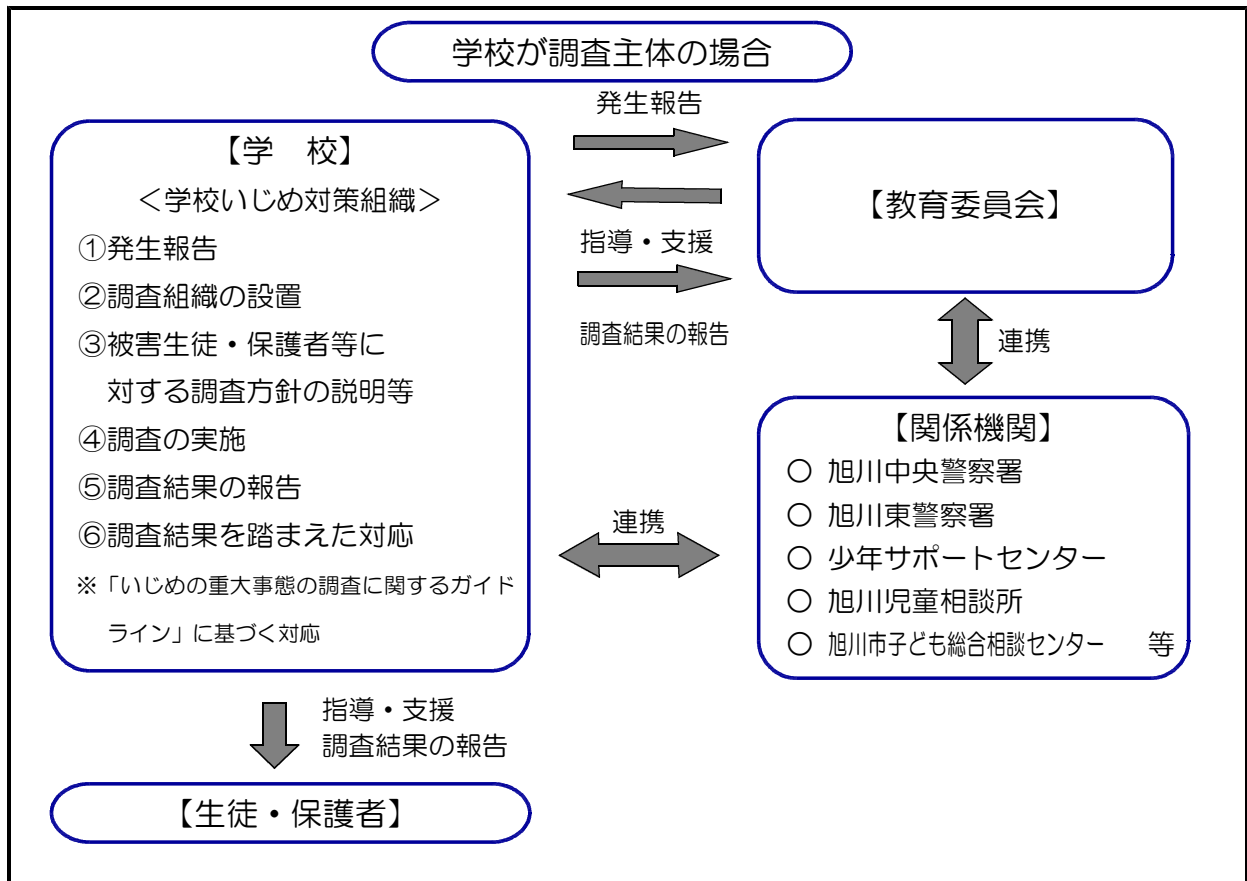 学校が調査主体の場合
発生報告
【学　校】
＜学校いじめ対策組織＞
①発生報告
②調査組織の設置
③被害生徒・保護者等に
対する調査方針の説明等
④調査の実施
⑤調査結果の報告
⑥調査結果を踏まえた対応
※「いじめの重大事態の調査に関するガイド
ライン」に基づく対応
指導・支援
調査結果の報告
【教育委員会】
連携
連携
【関係機関】
○ 旭川中央警察署
○ 旭川東警察署
○ 少年サポートセンター
○ 旭川児童相談所
○ 旭川市子ども総合相談センター　等
指導・支援
調査結果の報告
【生徒・保護者】